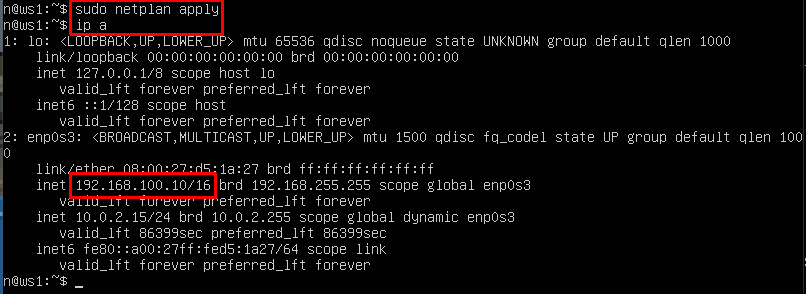 n@ws1:~$ sudo netplan apply
n@ws1:~$ ip a
1: lo: <LOOPBACK,UP,LOWER_UP> mtu 65536 qdisc noqueue state UNKNOWN group default qlen 1000
link/loopback 00:00:00:00:00:00 brd 00:00:00:00:00:00
inet 127.0.0.1/8 scope host lo
valid_lft forever preferred_lft forever
inet6 ::1/128 scope host
valid_lft forever preferred_lft forever
2: enp0s3: <BROADCAST,MULTICAST,UP,LOWER_UP> mtu 1500 qdisc fq_codel state UP group default qlen 100
0
link/ether 08:00:27:d5:1a:27 brd ff:ff:ff:ff:ff:ff
inet 192.168.100.10/16 brd 192.168.255.255 scope global enp0s3
valid_lft forever preferred_lft forever
inet 10.0.2.15/24 brd 10.0.2.255 scope global dynamic enp0s3
valid_lft 86399sec preferred_lft 86399sec
inet6 fe80::a00:27ff:fed5:1a27/64 scope link
valid_lft forever preferred_lft forever
n@ws1:~$ _